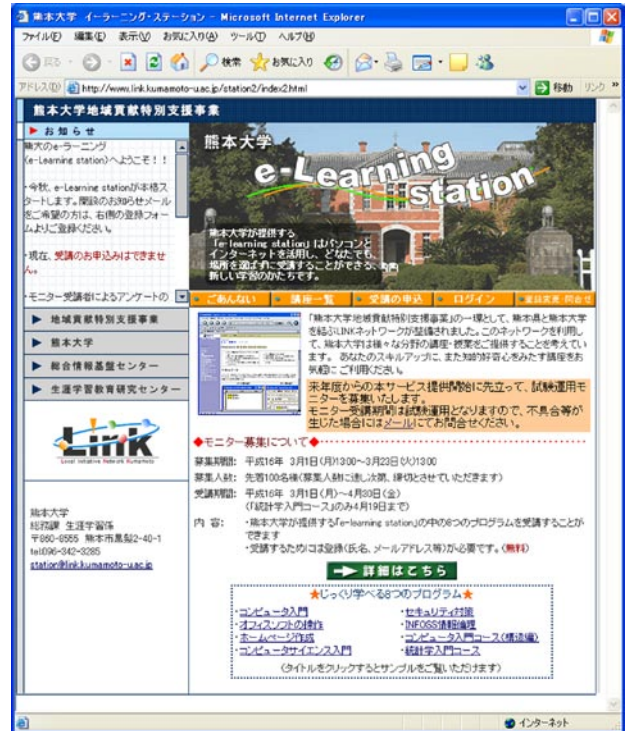 熊本大学 イーラーニング・ステーション - Microsoft Internet Explorer
ファイル(F) 編集(E) 表示(V) お気に入り(A) ツール(T) ヘルプ(H)
戻る 検索 お気に入り
アドレス(D) http://www.link.kumamoto-u.ac.jp/station2/index2.html 移動 リンク »
熊本大学地域貢献特別支援事業
お知らせ
熊大のe-ラーニング
(e-Learning station)へようこそ！！
・今秋、e-Learning stationが本格ス
タートします。開設のお知らせメール
をご希望の方は、右側の登録フォー
ムよりご登録ください。
・現在、受講のお申込みはできませ
ん。
・モニター受講者によるアンケートの
地域貢献特別支援事業
熊本大学
総合情報基盤センター
生涯学習教育研究センター
Link
Local Initiative Network Kumamoto
熊本大学
総務課 生涯学習係
〒860-8555 熊本市黒髪2-40-1
tel:096-342-3285
station@link.kumamoto-u.ac.jp
熊本大学
e-Learning
station
熊本大学が提供する
「e-learning station」はパソコンと
インターネットを活用し、どなたでも、
場所を選ばずに受講することができる、
新しい学習のかたちです。
ごあんない 講座一覧 受講の申込 ログイン 登録変更・問合せ
「熊本大学地域貢献特別支援事業」の一環として、熊本県と熊本大学
を結ぶLINKネットワークが整備されました。このネットワークを利用し
て、熊本大学は様々な分野の講座・授業をご提供することを考えてい
ます。 あなたのスキルアップに、また知的好奇心をみたす講座をお
気軽にご利用ください。
来年度からの本サービス提供開始に先立って、試験運用モ
ニターを募集いたします。
モニター受講期間は試験運用となりますので、不具合等が
生じた場合にはメールにてお問合せください。
◆モニター募集について◆
募集期間: 平成16年 3月1日(月)13:00～3月23日(火)13:00
募集人数: 先着100名様(募集人数に達し次第、締切とさせていただきます)
受講期間: 平成16年 3月1日(月)～4月30日(金)
(「統計学入門コース」のみ4月19日まで)
内 容: ・熊本大学が提供する「e-learning station」の中の8つのプログラムを受講することが
できます
・受講するためには登録(氏名、メールアドレス等)が必要です。(無料)
詳細はこちら
★じっくり学べる8つのプログラム★
・コンピュータ入門 ・セキュリティ対策
・オフィスソフトの操作 ・INFOSS情報倫理
・ホームページ作成 ・コンピュータ入門コース(構造編)
・コンピュータサイエンス入門 ・統計学入門コース
(タイトルをクリックするとサンプルをご覧いただけます)
インターネット